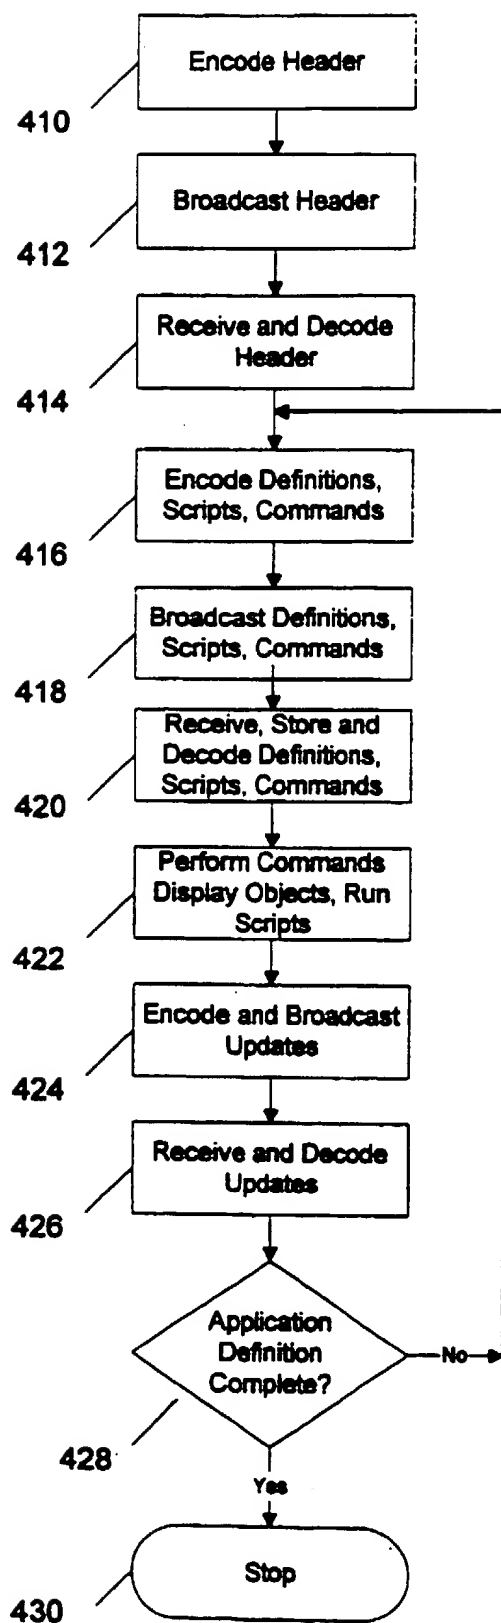 Encode Header
410
Broadcast Header
412
Receive and Decode
Header
414
Encode Definitions,
Scripts, Commands
416
Broadcast Definitions,
Scripts, Commands
418
Receive, Store and
Decode Definitions,
Scripts, Commands
420
Perform Commands
Display Objects, Run
Scripts
422
Encode and Broadcast
Updates
424
Receive and Decode
Updates
426
Application
Definition
Complete?
No
428
Yes
Stop
430